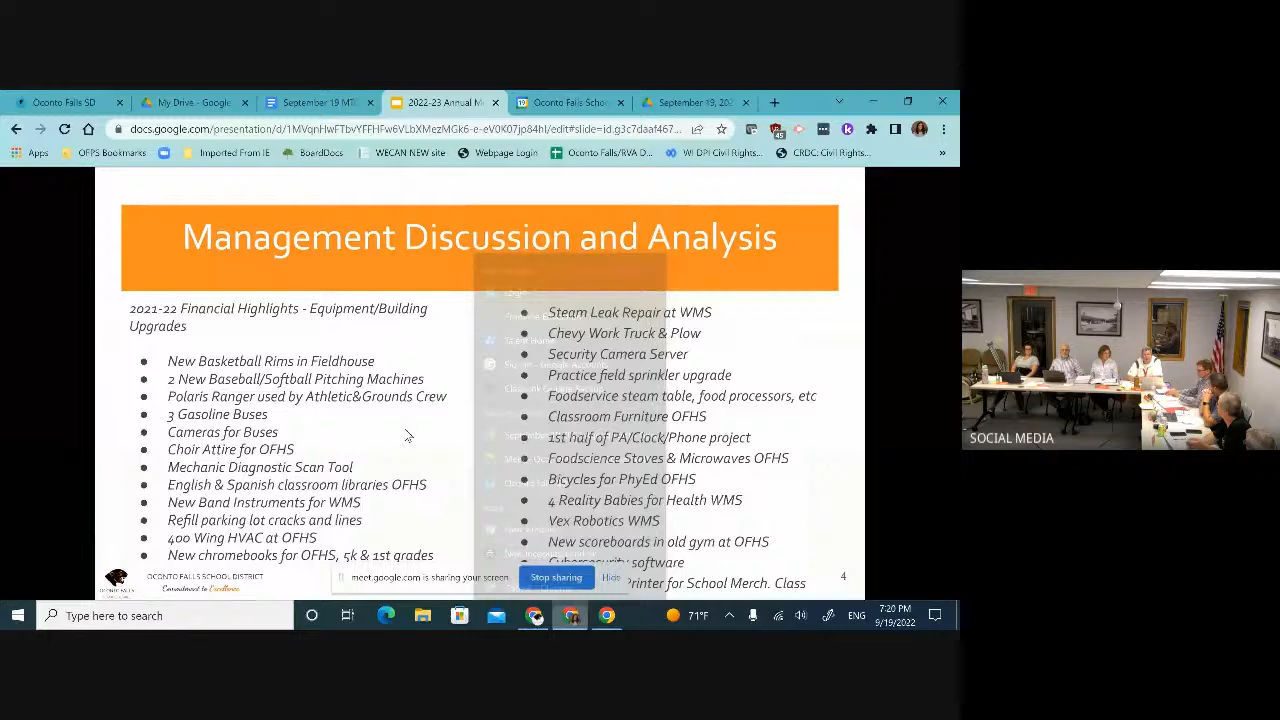 Oconto Falls SD
My Drive - Google
September 19 MT
2022-23 Annual M
Oconto Falls Schoo
September 19, 202
docs.google.com/presentation/d/1MVqnHwFTbvYFFHFw6VLbXMezMGk6-e-eV0K07jp84hI/edit#slide=id.g3c7daaf467...
45
Apps
OFPS Bookmarks
Imported From IE
BoardDocs
WECAN NEW site
Webpage Login
Oconto Falls/RVA D...
WI DPI Civil Rights...
CRDC: Civil Rights...
»
Management Discussion and Analysis
2021-22 Financial Highlights - Equipment/Building
Upgrades
● New Basketball Rims in Fieldhouse
● 2 New Baseball/Softball Pitching Machines
● Polaris Ranger used by Athletic&Grounds Crew
● 3 Gasoline Buses
● Cameras for Buses
● Choir Attire for OFHS
● Mechanic Diagnostic Scan Tool
● English & Spanish classroom libraries OFHS
● New Band Instruments for WMS
● Refill parking lot cracks and lines
● 400 Wing HVAC at OFHS
● New chromebooks for OFHS, 5k & 1st grades
● Steam Leak Repair at WMS
● Chevy Work Truck & Plow
● Security Camera Server
● Practice field sprinkler upgrade
● Foodservice steam table, food processors, etc
● Classroom Furniture OFHS
● 1st half of PA/Clock/Phone project
● Foodscience Stoves & Microwaves OFHS
● Bicycles for PhyEd OFHS
● 4 Reality Babies for Health WMS
● Vex Robotics WMS
● New scoreboards in old gym at OFHS
● Cybersecurity software
Printer for School Merch. Class
OCONTO FALLS
OCONTO FALLS SCHOOL DISTRICT
Commitment to Excellence
4
meet.google.com is sharing your screen
Stop sharing
Hide
Type here to search
71°F
ENG
7:20 PM
9/19/2022
SOCIAL MEDIA